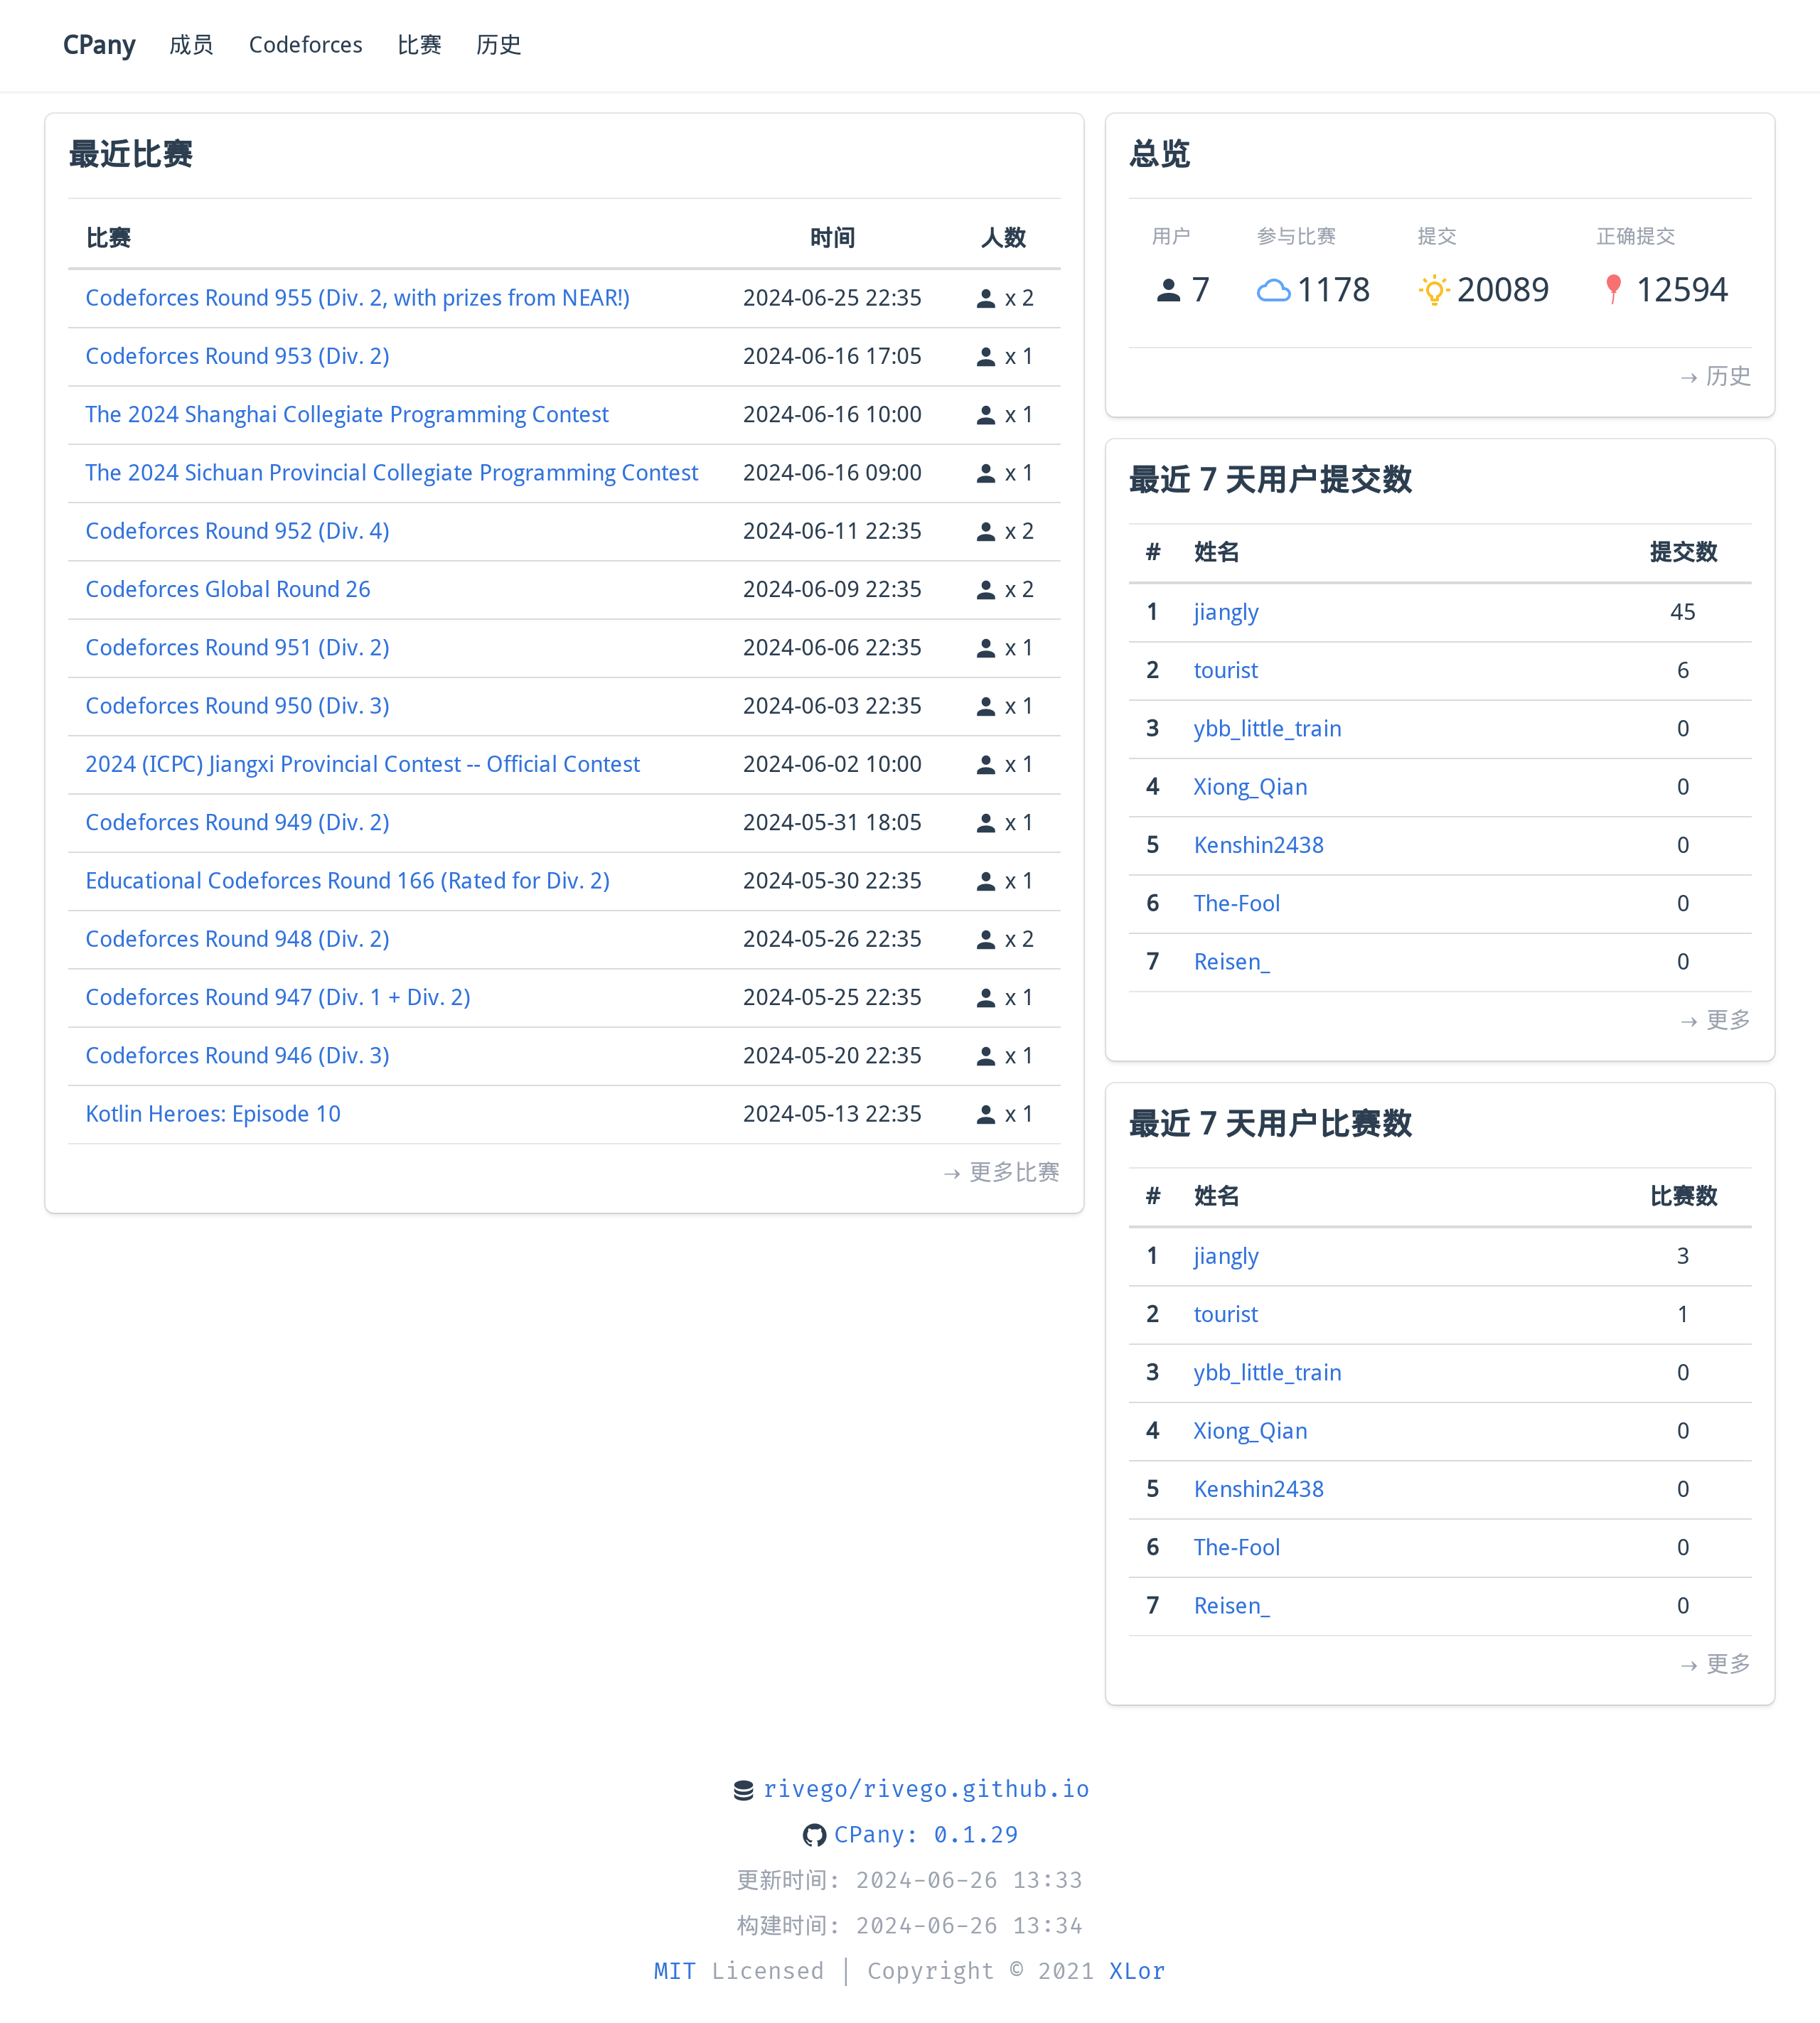 CPany 成员 Codeforces 比赛 历史
最近比赛
比赛 时间 人数
Codeforces Round 955 (Div. 2, with prizes from NEAR!) 2024-06-25 22:35 x 2
Codeforces Round 953 (Div. 2) 2024-06-16 17:05 x 1
The 2024 Shanghai Collegiate Programming Contest 2024-06-16 10:00 x 1
The 2024 Sichuan Provincial Collegiate Programming Contest 2024-06-16 09:00 x 1
Codeforces Round 952 (Div. 4) 2024-06-11 22:35 x 2
Codeforces Global Round 26 2024-06-09 22:35 x 2
Codeforces Round 951 (Div. 2) 2024-06-06 22:35 x 1
Codeforces Round 950 (Div. 3) 2024-06-03 22:35 x 1
2024 (ICPC) Jiangxi Provincial Contest -- Official Contest 2024-06-02 10:00 x 1
Codeforces Round 949 (Div. 2) 2024-05-31 18:05 x 1
Educational Codeforces Round 166 (Rated for Div. 2) 2024-05-30 22:35 x 1
Codeforces Round 948 (Div. 2) 2024-05-26 22:35 x 2
Codeforces Round 947 (Div. 1 + Div. 2) 2024-05-25 22:35 x 1
Codeforces Round 946 (Div. 3) 2024-05-20 22:35 x 1
Kotlin Heroes: Episode 10 2024-05-13 22:35 x 1
→ 更多比赛
总览
用户 参与比赛 提交 正确提交
7 1178 20089 12594
→ 历史
最近 7 天用户提交数
# 姓名 提交数
1 jiangly 45
2 tourist 6
3 ybb_little_train 0
4 Xiong_Qian 0
5 Kenshin2438 0
6 The-Fool 0
7 Reisen_ 0
→ 更多
最近 7 天用户比赛数
# 姓名 比赛数
1 jiangly 3
2 tourist 1
3 ybb_little_train 0
4 Xiong_Qian 0
5 Kenshin2438 0
6 The-Fool 0
7 Reisen_ 0
→ 更多
rivego/rivego.github.io
CPany: 0.1.29
更新时间: 2024-06-26 13:33
构建时间: 2024-06-26 13:34
MIT Licensed | Copyright © 2021 XLor